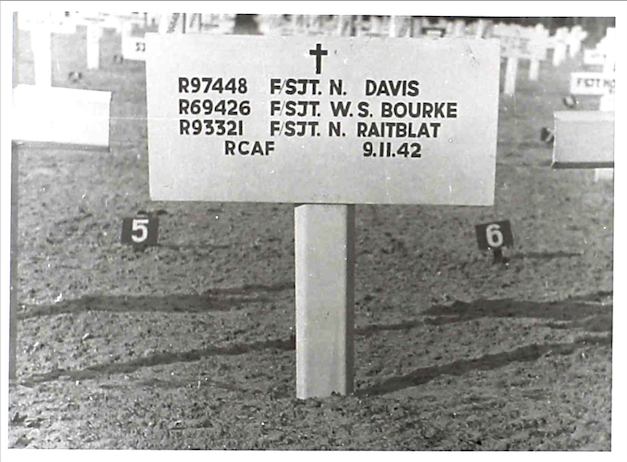 R97448 F/SJT. N. DAVIS
R69426 F/SJT. W. S. BOURKE
R93321 F/SJT. N. RAITBLAT
RCAF 9.11.42
5
6